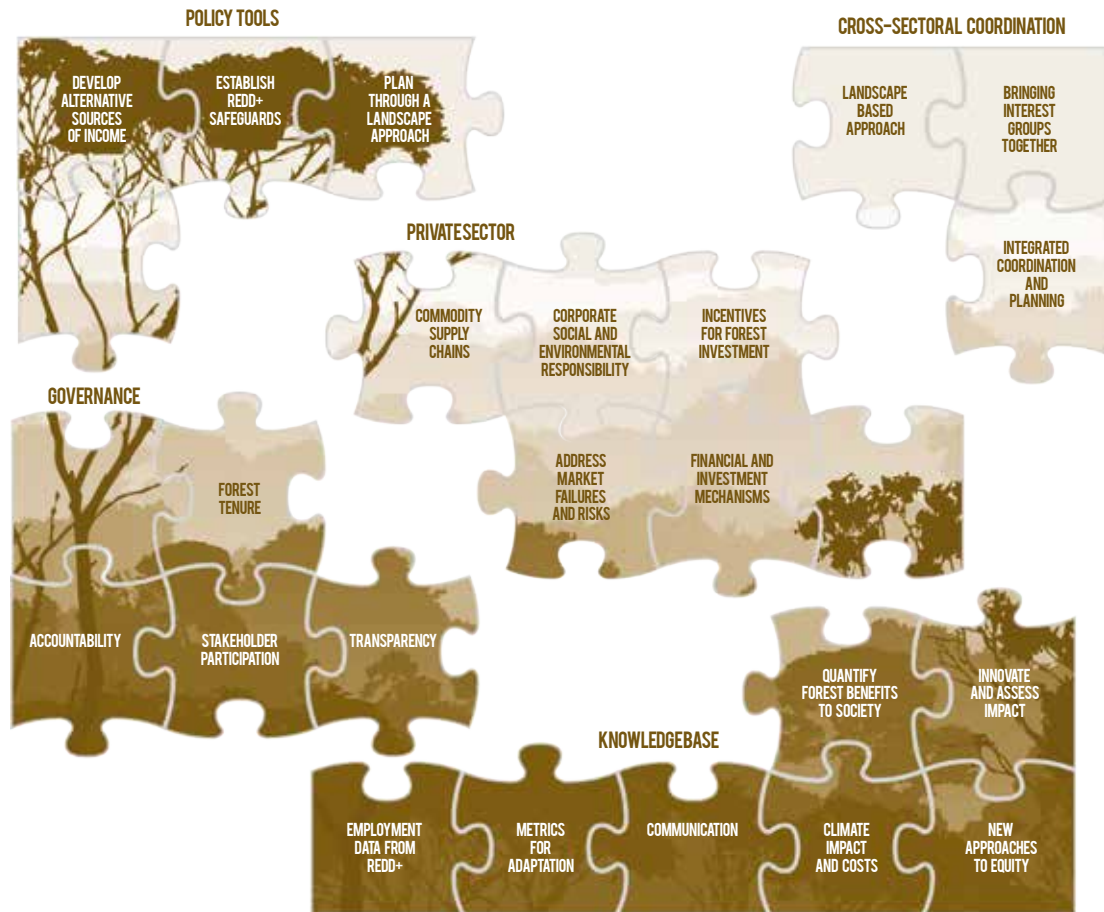 POLICY TOOLS
DEVELOP
ALTERNATIVE
SOURCES
OF INCOME
ESTABLISH
REDD+
SAFEGUARDS
PLAN
THROUGH A
LANDSCAPE
APPROACH
CROSS-SECTORAL COORDINATION
LANDSCAPE
BASED
APPROACH
BRINGING
INTEREST
GROUPS
TOGETHER
INTEGRATED
COORDINATION
AND
PLANNING
PRIVATE SECTOR
COMMODITY
SUPPLY
CHAINS
CORPORATE
SOCIAL AND
ENVIRONMENTAL
RESPONSIBILITY
INCENTIVES
FOR FOREST
INVESTMENT
ADDRESS
MARKET
FAILURES
AND RISKS
FINANCIAL AND
INVESTMENT
MECHANISMS
GOVERNANCE
FOREST
TENURE
ACCOUNTABILITY
STAKEHOLDER
PARTICIPATION
TRANSPARENCY
KNOWLEDGE BASE
QUANTIFY
FOREST BENEFITS
TO SOCIETY
INNOVATE
AND ASSESS
IMPACT
EMPLOYMENT
DATA FROM
REDD+
METRICS
FOR
ADAPTATION
COMMUNICATION
CLIMATE
IMPACT
AND COSTS
NEW
APPROACHES
TO EQUITY